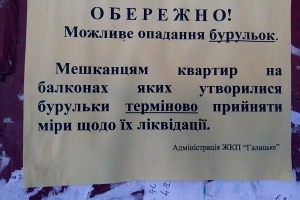 ОБЕРЕЖНО!
Можливе опадання бурульок.
Мешканцям квартир на
балконах яких утворилися
бурульки терміново прийняти
міри щодо їх ліквідації.
Адміністрація ЖКП "Галицьке"